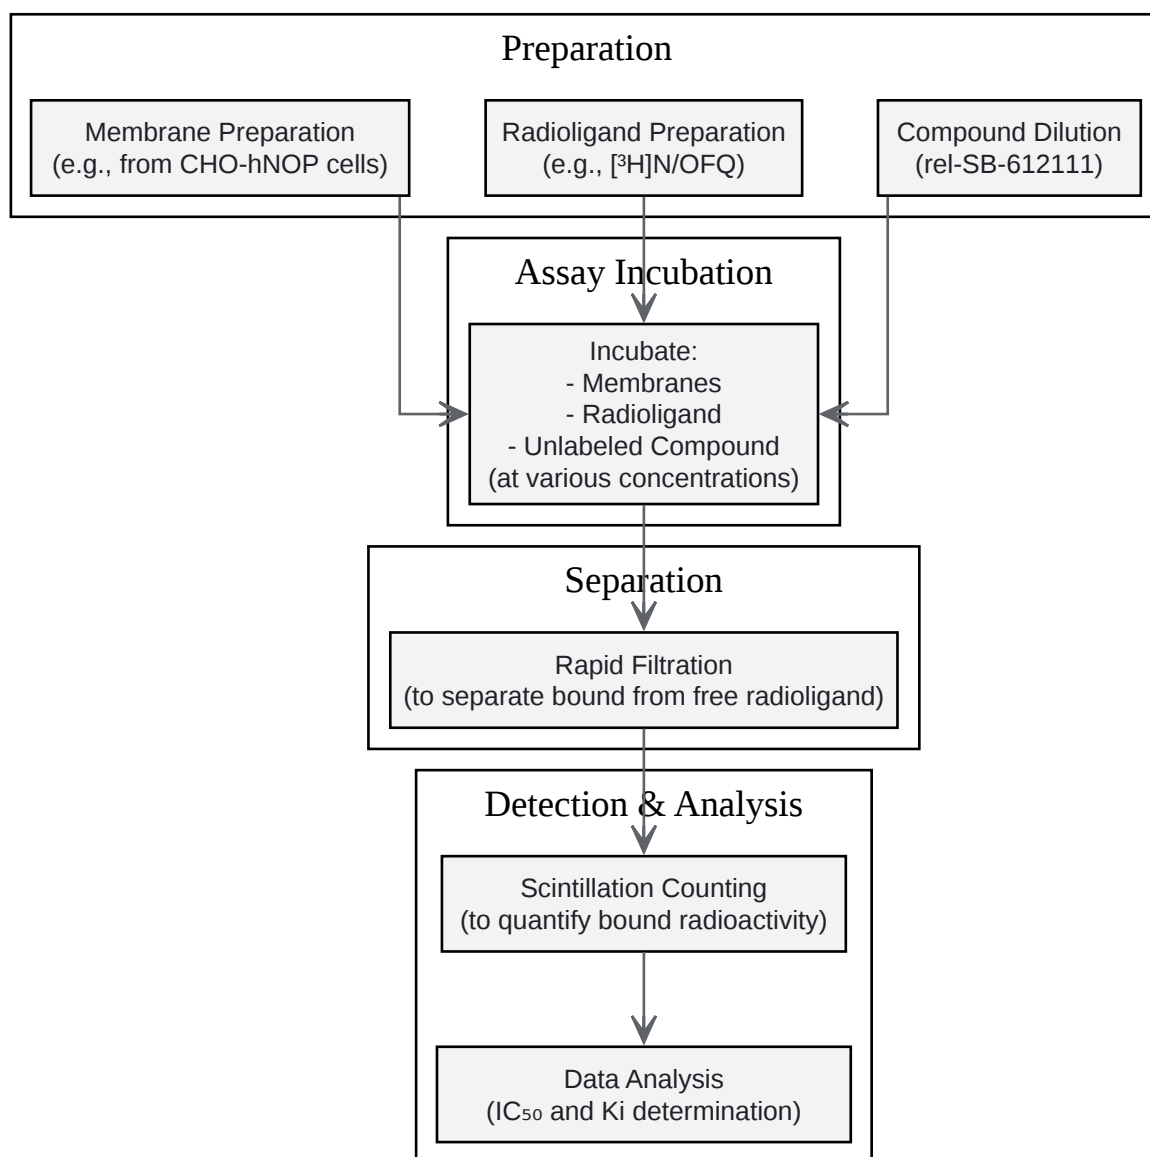 Preparation
Membrane Preparation
(e.g., from CHO-hNOP cells)
Radioligand Preparation
(e.g., [³H]N/OFQ)
Compound Dilution
(rel-SB-612111)
Assay Incubation
Incubate:
- Membranes
- Radioligand
- Unlabeled Compound
(at various concentrations)
Separation
Rapid Filtration
(to separate bound from free radioligand)
Detection & Analysis
Scintillation Counting
(to quantify bound radioactivity)
Data Analysis
(IC₅₀ and Ki determination)